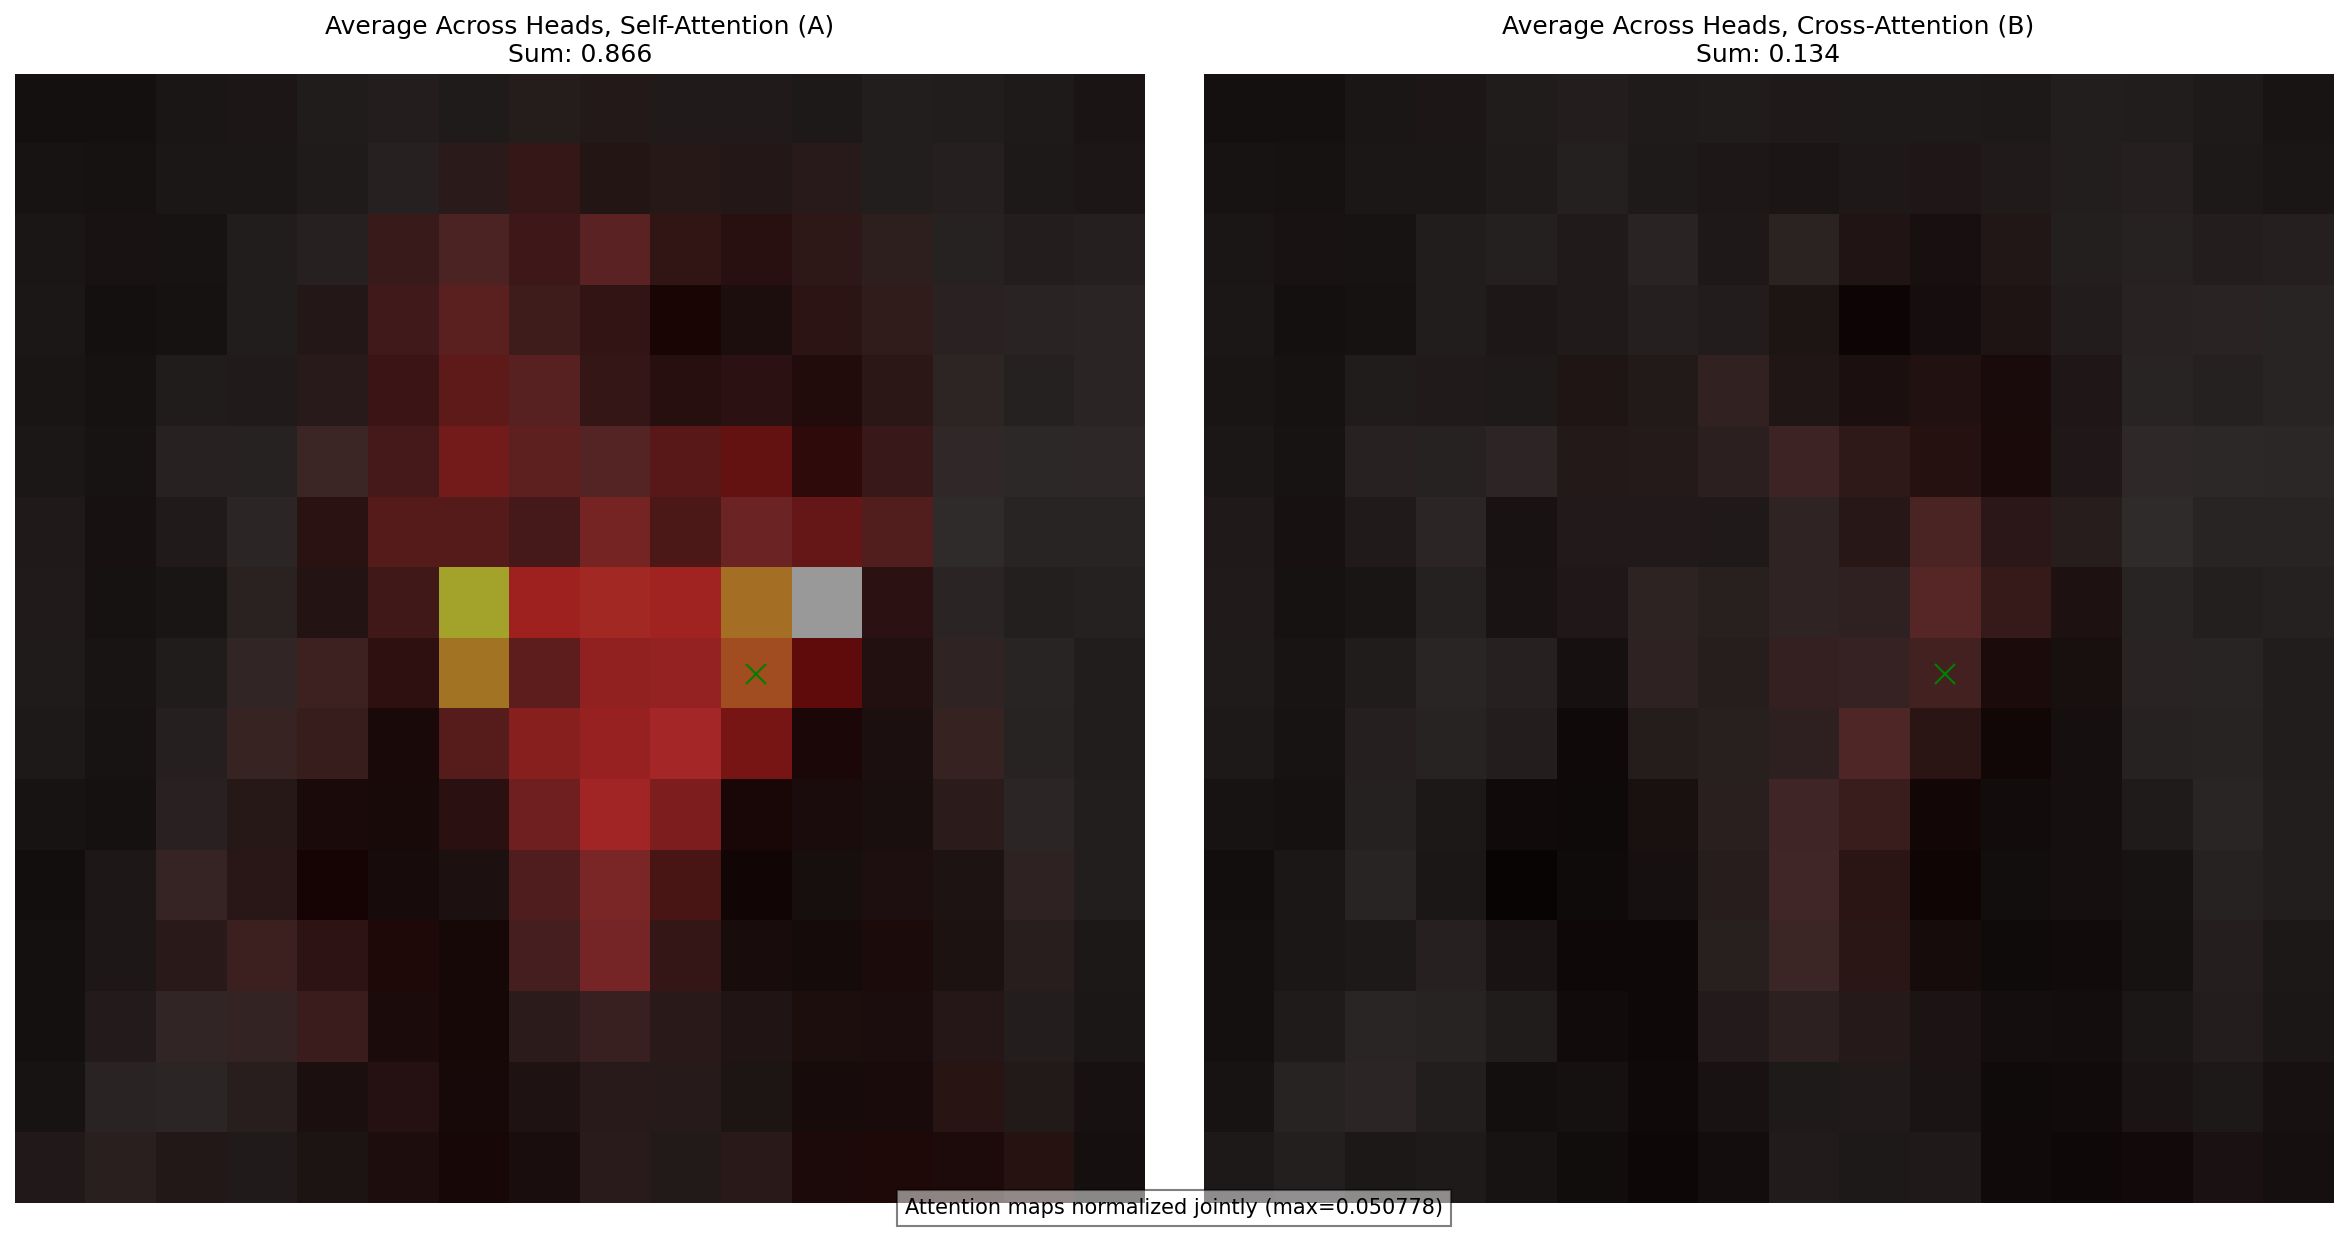 Average Across Heads, Self-Attention (A)
Sum: 0.866
Average Across Heads, Cross-Attention (B)
Sum: 0.134
Attention maps normalized jointly (max=0.050778)